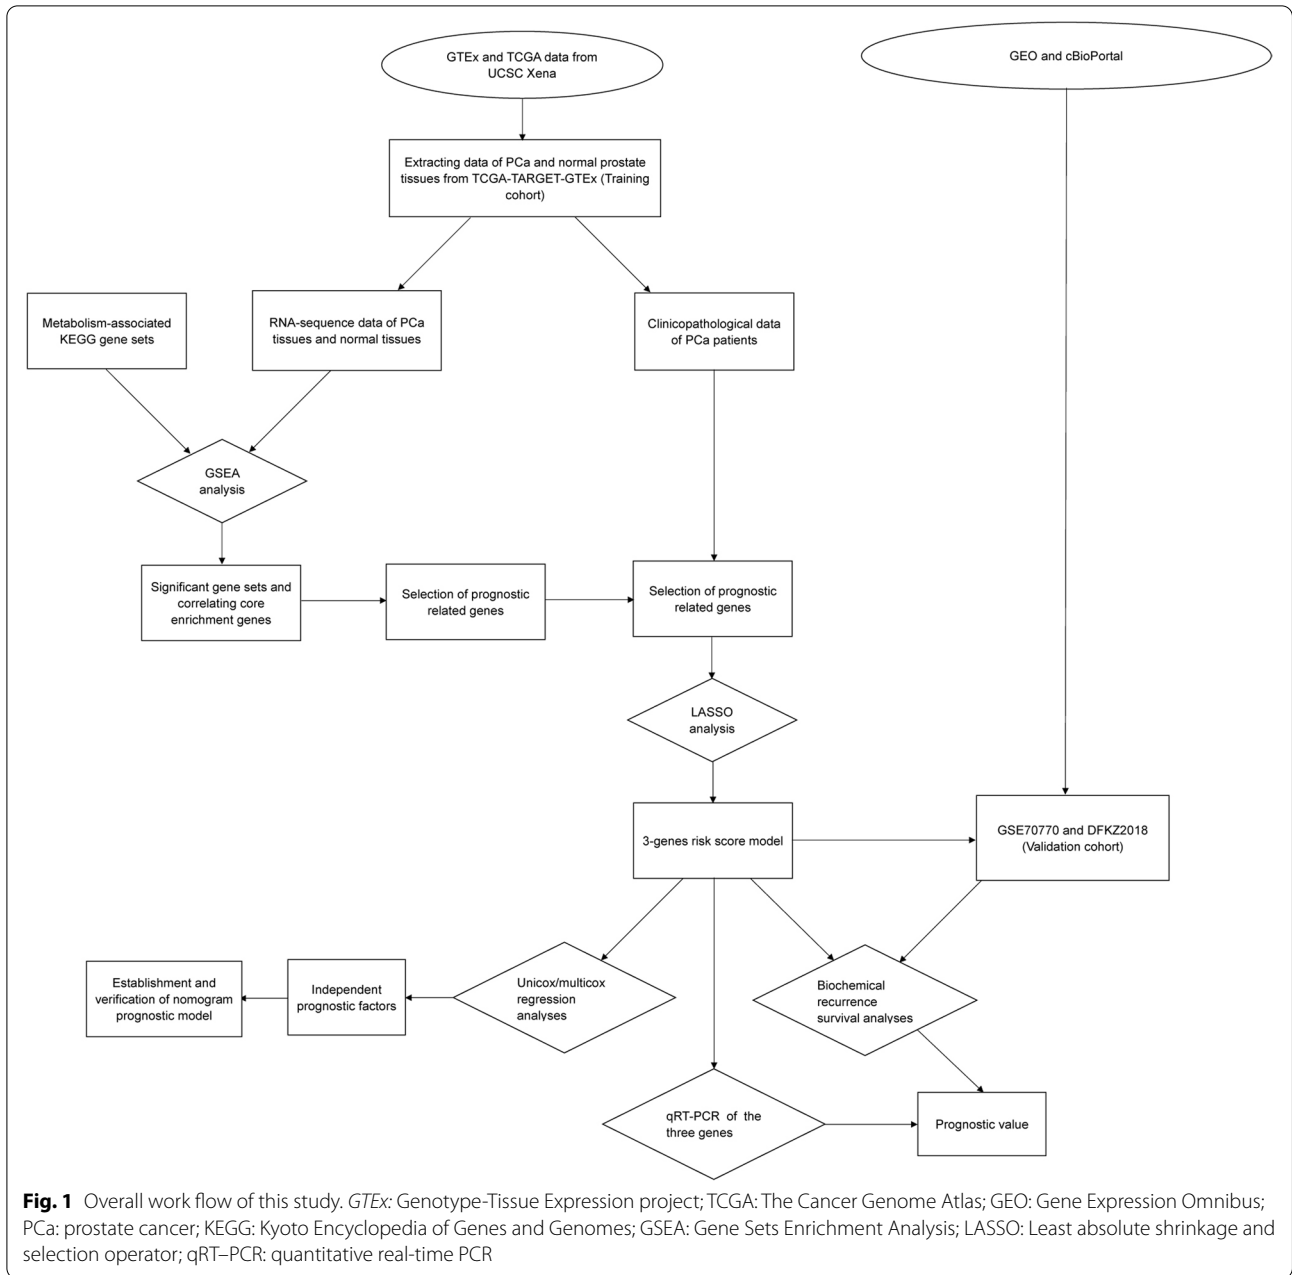 GTEx and TCGA data from
UCSC Xena
GEO and cBioPortal
Extracting data of PCa and normal prostate
tissues from TCGA-TARGET-GTEx (Training
cohort)
Metabolism-associated
KEGG gene sets
RNA-sequence data of PCa
tissues and normal tissues
Clinicopathological data
of PCa patients
GSEA
analysis
Significant gene sets and
correlating core
enrichment genes
Selection of prognostic
related genes
Selection of prognostic
related genes
LASSO
analysis
3-genes risk score model
GSE70770 and DFKZ2018
(Validation cohort)
Establishment and
verification of nomogram
prognostic model
Independent
prognostic factors
Unicox/multicox
regression
analyses
Biochemical
recurrence
survival analyses
qRT-PCR of the
three genes
Prognostic value
Fig. 1 Overall work flow of this study. GTEx: Genotype-Tissue Expression project; TCGA: The Cancer Genome Atlas; GEO: Gene Expression Omnibus;
PCa: prostate cancer; KEGG: Kyoto Encyclopedia of Genes and Genomes; GSEA: Gene Sets Enrichment Analysis; LASSO: Least absolute shrinkage and
selection operator; qRT–PCR: quantitative real-time PCR